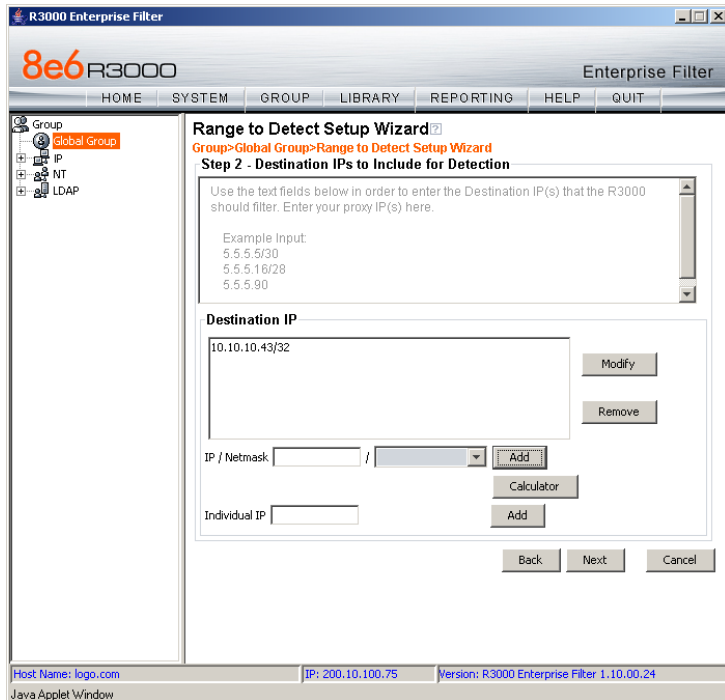 R3000 Enterprise Filter
8e6 R3000
Enterprise Filter
HOME SYSTEM GROUP LIBRARY REPORTING HELP QUIT
Group
Global Group
IP
NT
LDAP
Range to Detect Setup Wizard ?
Group>Global Group>Range to Detect Setup Wizard
Step 2 - Destination IPs to Include for Detection
Use the text fields below in order to enter the Destination IP(s) that the R3000
should filter. Enter your proxy IP(s) here.
Example Input:
5.5.5.5/30
5.5.5.16/28
5.5.5.90
Destination IP
10.10.10.43/32
Modify
Remove
IP / Netmask / Add
Calculator
Individual IP Add
Back Next Cancel
Host Name: logo.com IP: 200.10.100.75 Version: R3000 Enterprise Filter 1.10.00.24
Java Applet Window